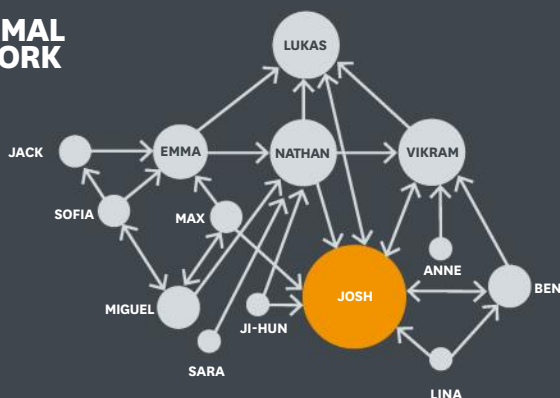 MAL
ORK
LUKAS
JACK
EMMA
NATHAN
VIKRAM
SOFIA
MAX
ANNE
JOSH
BEN
MIGUEL
JI-HUN
SARA
LINA